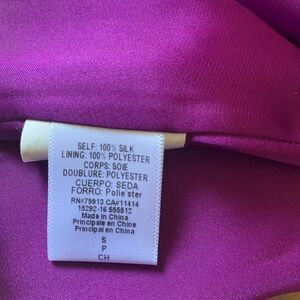 SELF: 100% SILK
LINING: 100% POLYESTER
CORPS: SOIE
DOUBLURE: POLYESTER
CUERPO: SEDA
FORRO: Polie'ster
RN#79913 CA#11414
15292-16 555512
Made in China
Principale en Chine
Principal en China
S
P
CH